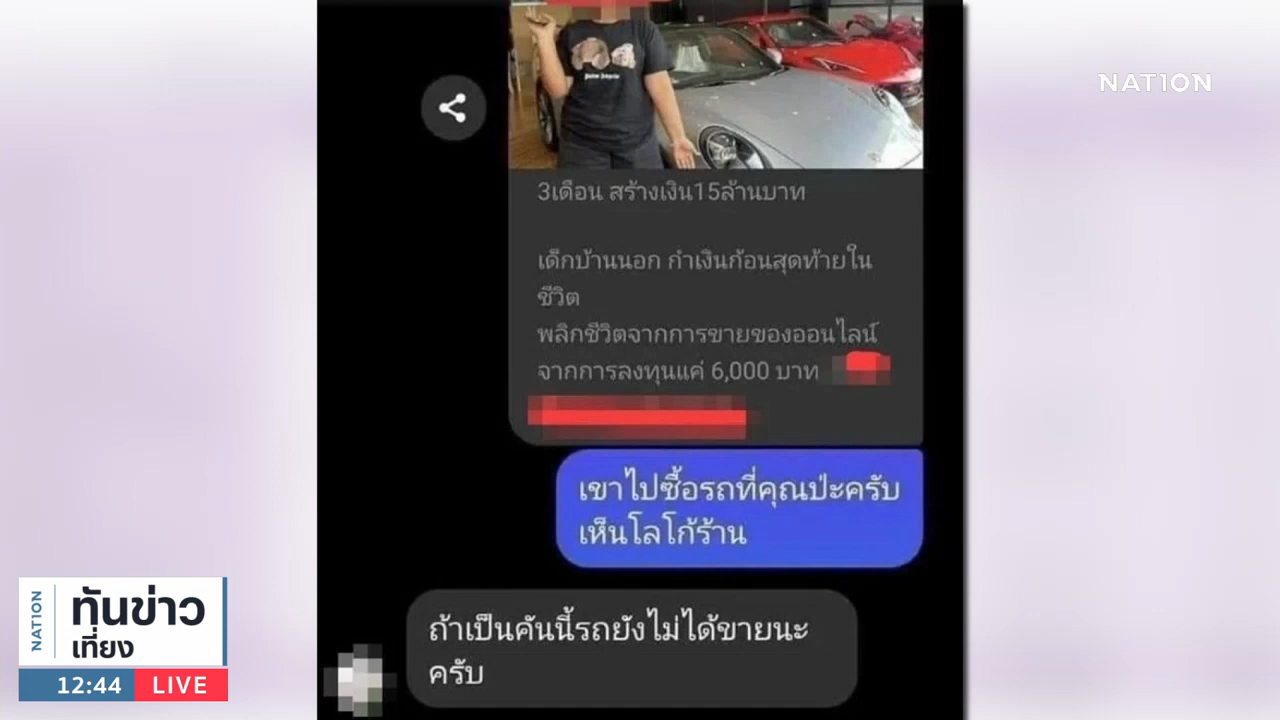 NATION
3เดือน สร้างเงิน15ล้านบาท
เด็กบ้านนอก กำเงินก้อนสุดท้ายใน
ชีวิต
พลิกชีวิตจากการขายของออนไลน์
จากการลงทุนแค่ 6,000 บาท
เขาไปซื้อรถที่คุณป่ะครับ
เห็นโลโก้ร้าน
ถ้าเป็นคันนี้รถยังไม่ได้ขายนะ
ครับ
NATION
ทันข่าว
เที่ยง
12:44 LIVE